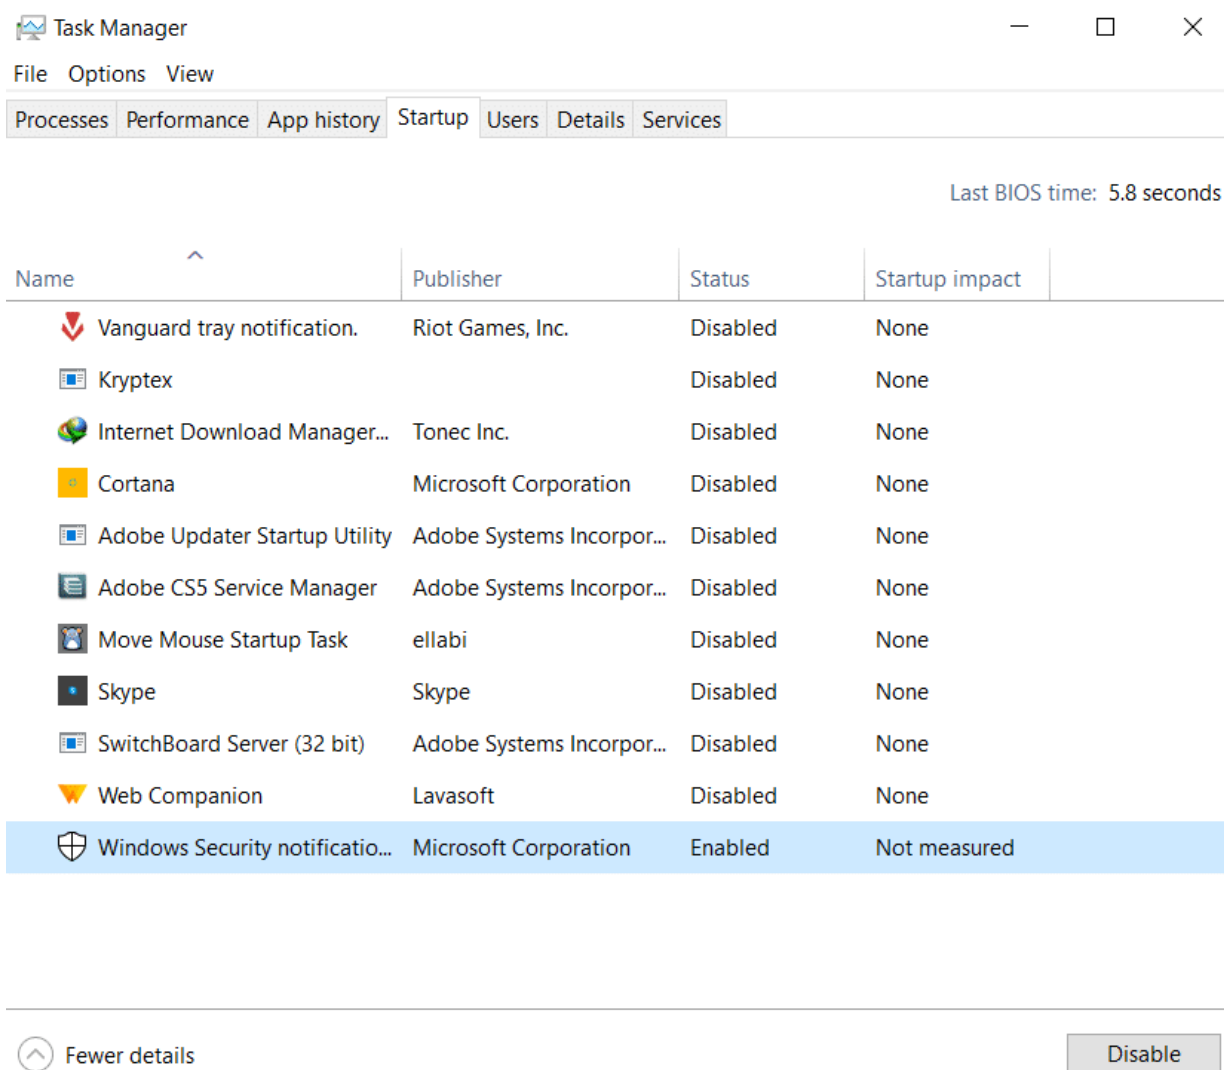 Task Manager
File Options View
Processes Performance App history Startup Users Details Services
Last BIOS time: 5.8 seconds
Name Publisher Status Startup impact
Vanguard tray notification. Riot Games, Inc. Disabled None
Kryptex Disabled None
Internet Download Manager... Tonec Inc. Disabled None
Cortana Microsoft Corporation Disabled None
Adobe Updater Startup Utility Adobe Systems Incorpor... Disabled None
Adobe CS5 Service Manager Adobe Systems Incorpor... Disabled None
Move Mouse Startup Task ellabi Disabled None
Skype Skype Disabled None
SwitchBoard Server (32 bit) Adobe Systems Incorpor... Disabled None
Web Companion Lavasoft Disabled None
Windows Security notificatio... Microsoft Corporation Enabled Not measured
Fewer details Disable